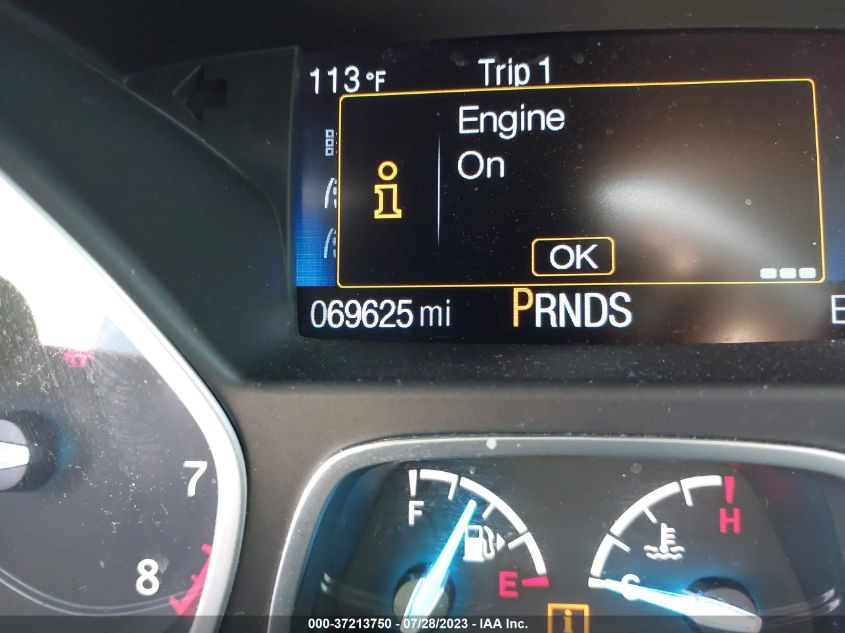 113°F Trip 1
Engine
On
i
OK
069625 mi PRNDS E
7
8
F
E
H
C
i
000-37213750 - 07/28/2023 - IAA Inc.